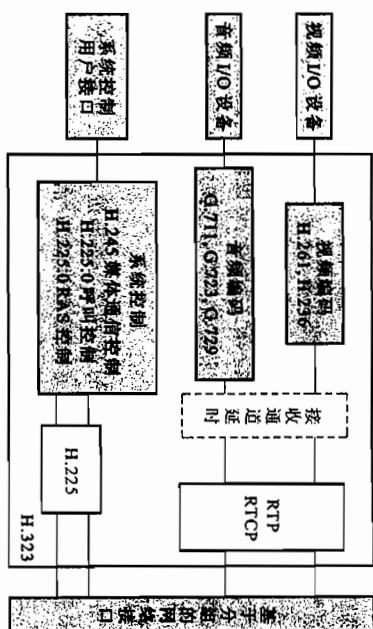 视频I/O设备
视频编码
H.261, H.256
音频I/O设备
音频编码
G.711, G.723, G.729
接收通道延时
RTP
RTCP
系统控制
用户接口
系统控制
H.245媒体通信控制
H.225.0呼叫控制
H.225.0RAS控制
H.225
H.323
基于分组的网络接口